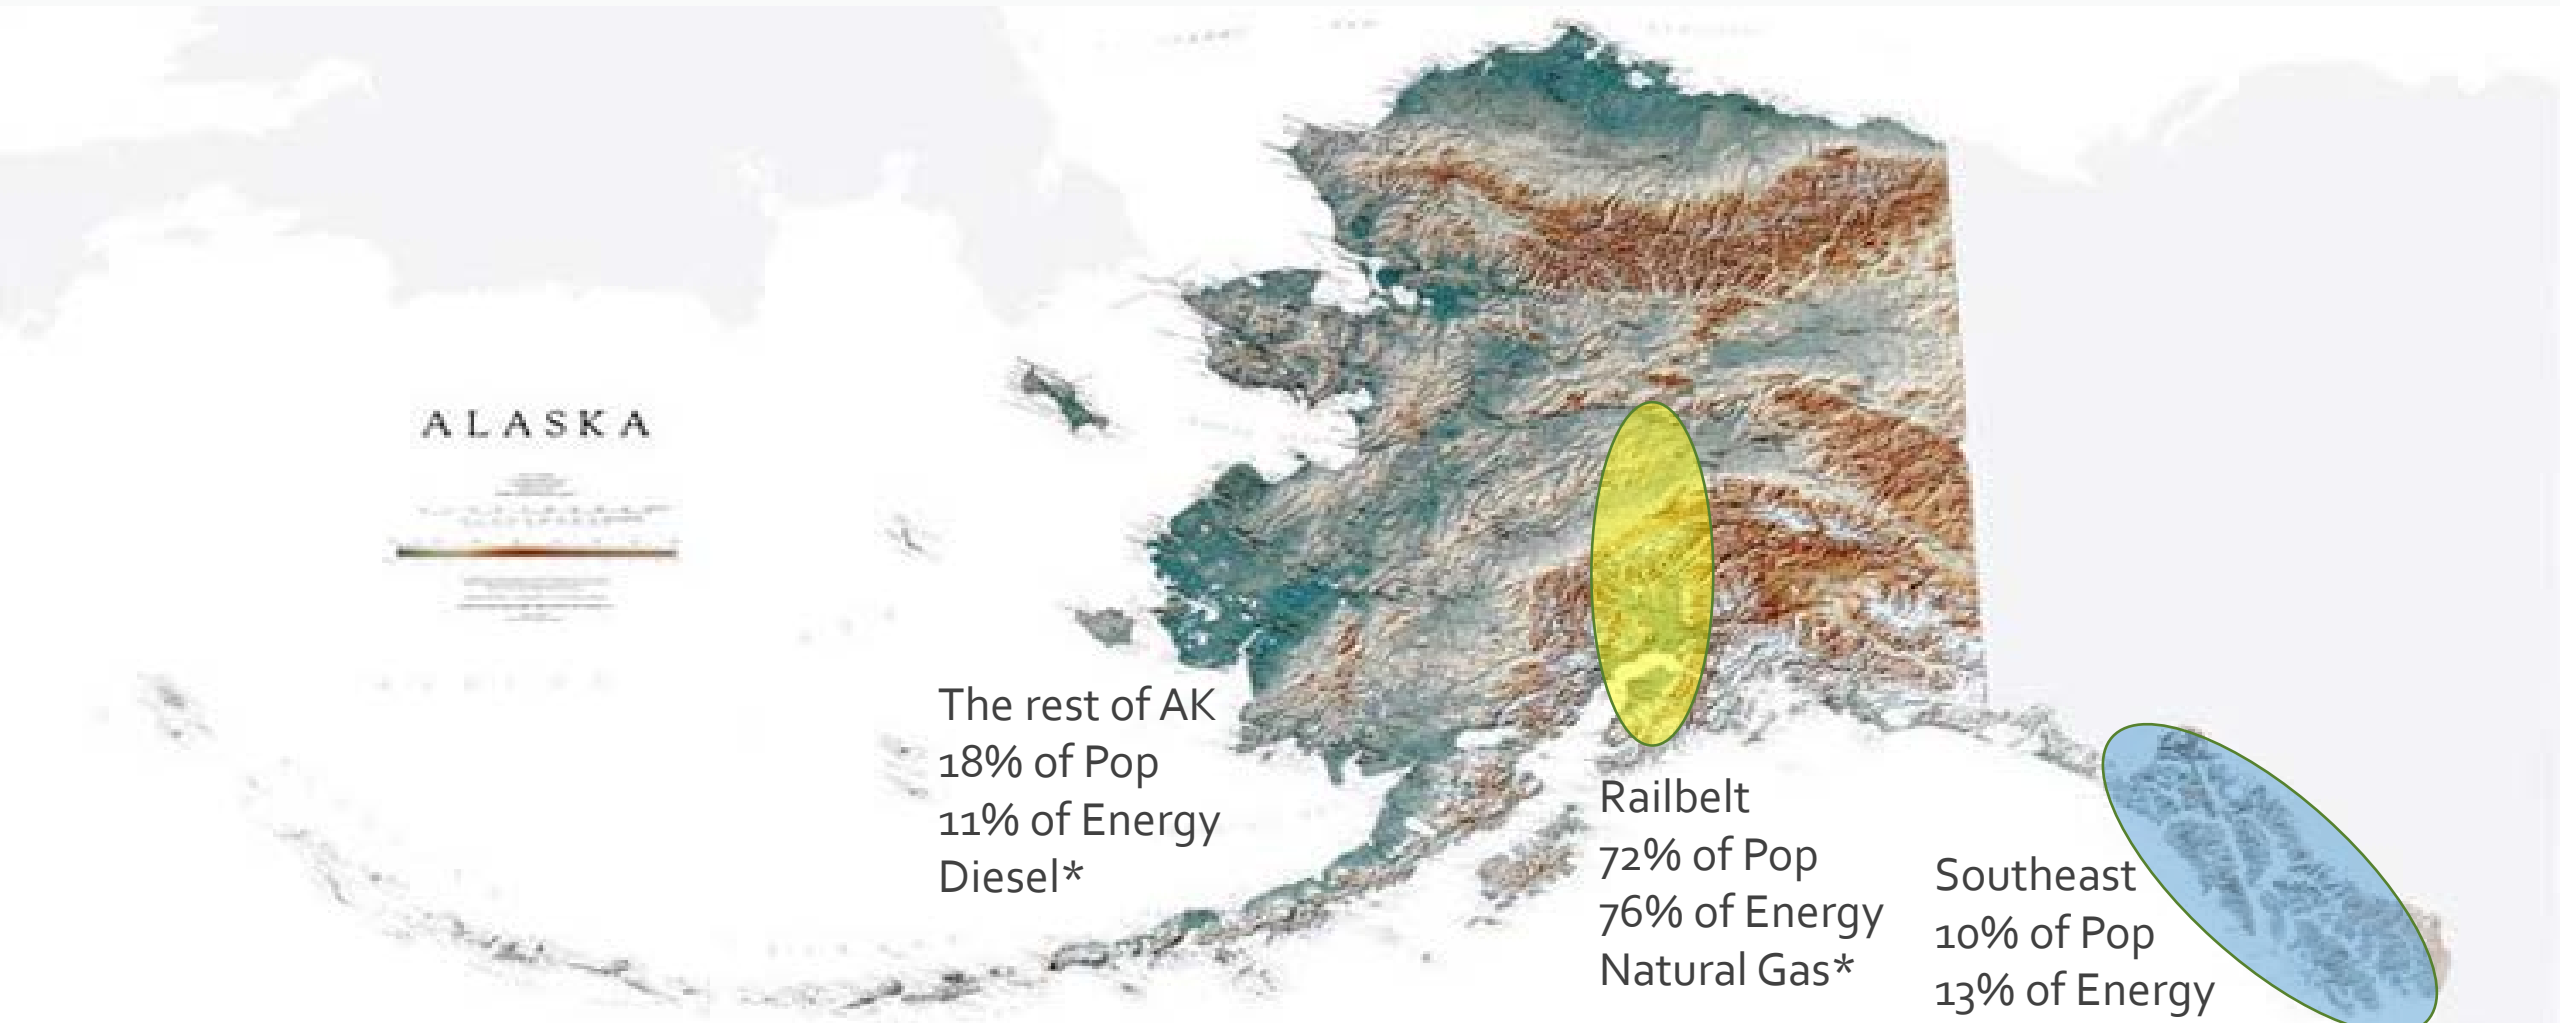 ALASKA
The rest of AK
18% of Pop
11% of Energy
Diesel*
Railbelt
72% of Pop
76% of Energy
Natural Gas*
Southeast
10% of Pop
13% of Energy